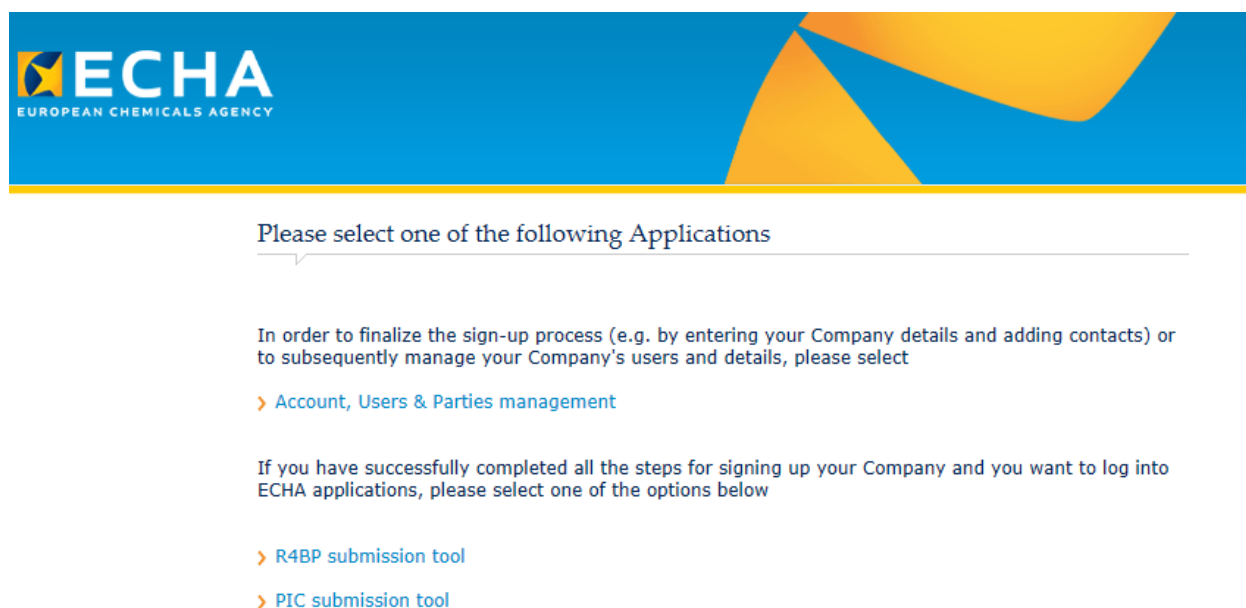 ECHA
EUROPEAN CHEMICALS AGENCY
Please select one of the following Applications
In order to finalize the sign-up process (e.g. by entering your Company details and adding contacts) or
to subsequently manage your Company's users and details, please select
Account, Users & Parties management
If you have successfully completed all the steps for signing up your Company and you want to log into
ECHA applications, please select one of the options below
R4BP submission tool
PIC submission tool